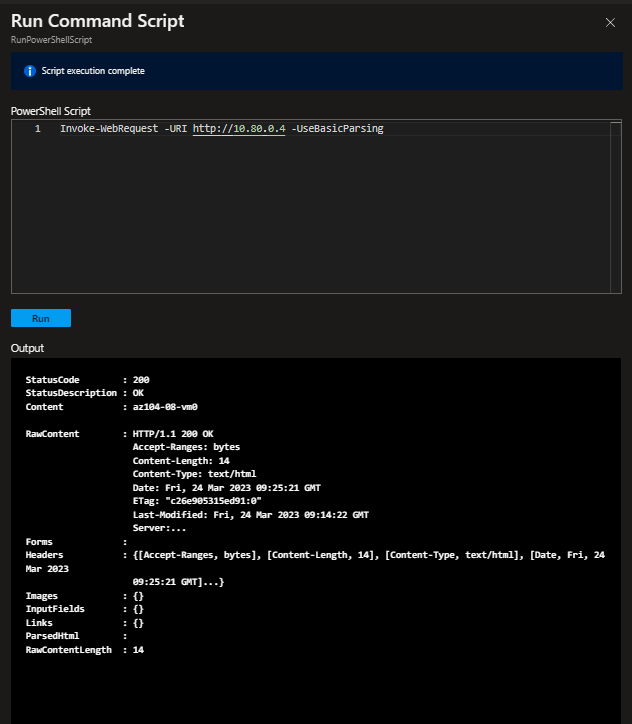 Run Command Script
RunPowerShellScript
Script execution complete
PowerShell Script
1 Invoke-WebRequest -URI http://10.80.0.4 -UseBasicParsing
Run
Output
StatusCode : 200
StatusDescription : OK
Content : az104-08-vm0
RawContent : HTTP/1.1 200 OK
Accept-Ranges: bytes
Content-Length: 14
Content-Type: text/html
Date: Fri, 24 Mar 2023 09:25:21 GMT
ETag: "c26e905315ed91:0"
Last-Modified: Fri, 24 Mar 2023 09:14:22 GMT
Server:...
Forms :
Headers : {[Accept-Ranges, bytes], [Content-Length, 14], [Content-Type, text/html], [Date, Fri, 24
Mar 2023
09:25:21 GMT]...}
Images : {}
InputFields : {}
Links : {}
ParsedHtml :
RawContentLength : 14